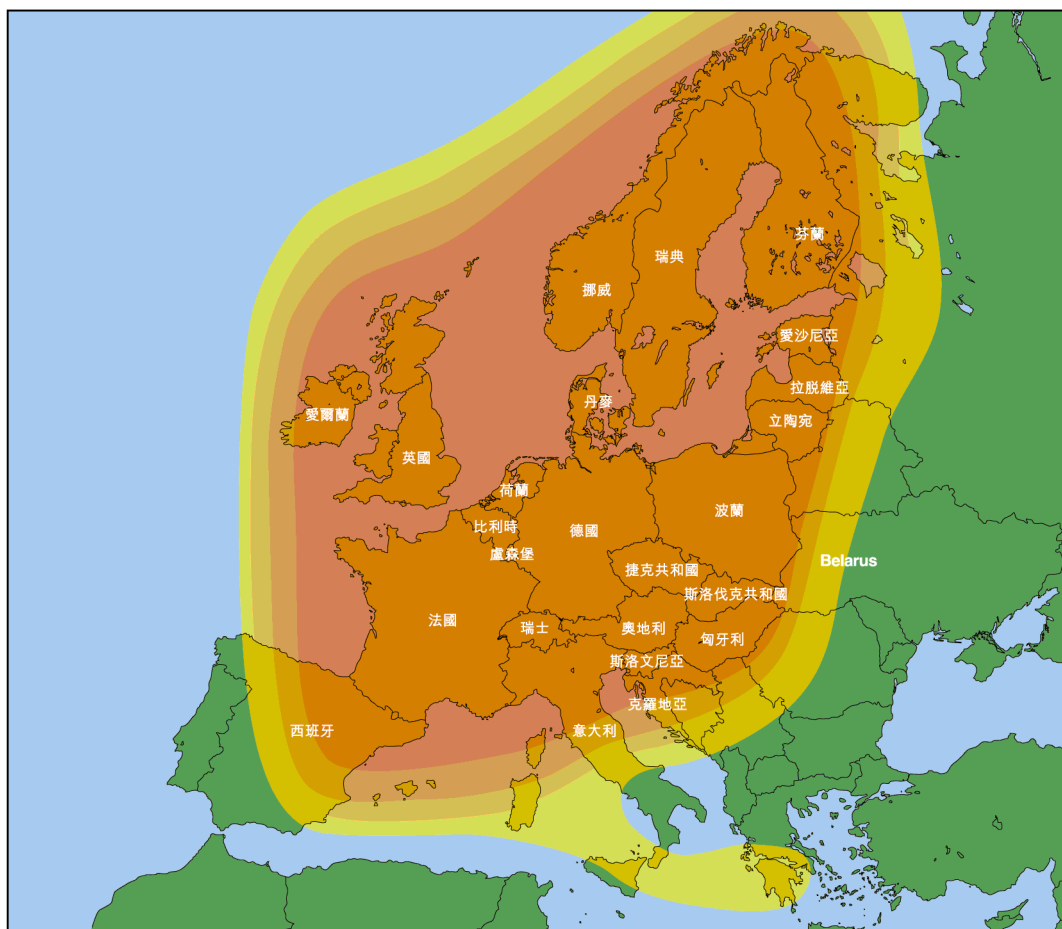 芬蘭
瑞典
挪威
愛沙尼亞
拉脱維亞
丹麥
愛爾蘭
立陶宛
英國
荷蘭
波蘭
比利時
德國
盧森堡
Belarus
捷克共和國
斯洛伐克共和國
法國
瑞士
奧地利
匈牙利
斯洛文尼亞
克羅地亞
西班牙
意大利